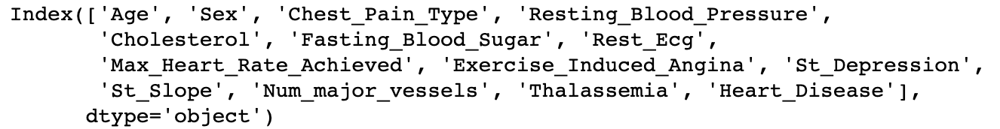 Index(['Age', 'Sex', 'Chest_Pain_Type', 'Resting_Blood_Pressure',
       'Cholesterol', 'Fasting_Blood_Sugar', 'Rest_Ecg',
       'Max_Heart_Rate_Achieved', 'Exercise_Induced_Angina', 'St_Depression',
       'St_Slope', 'Num_major_vessels', 'Thalassemia', 'Heart_Disease'],
      dtype='object')